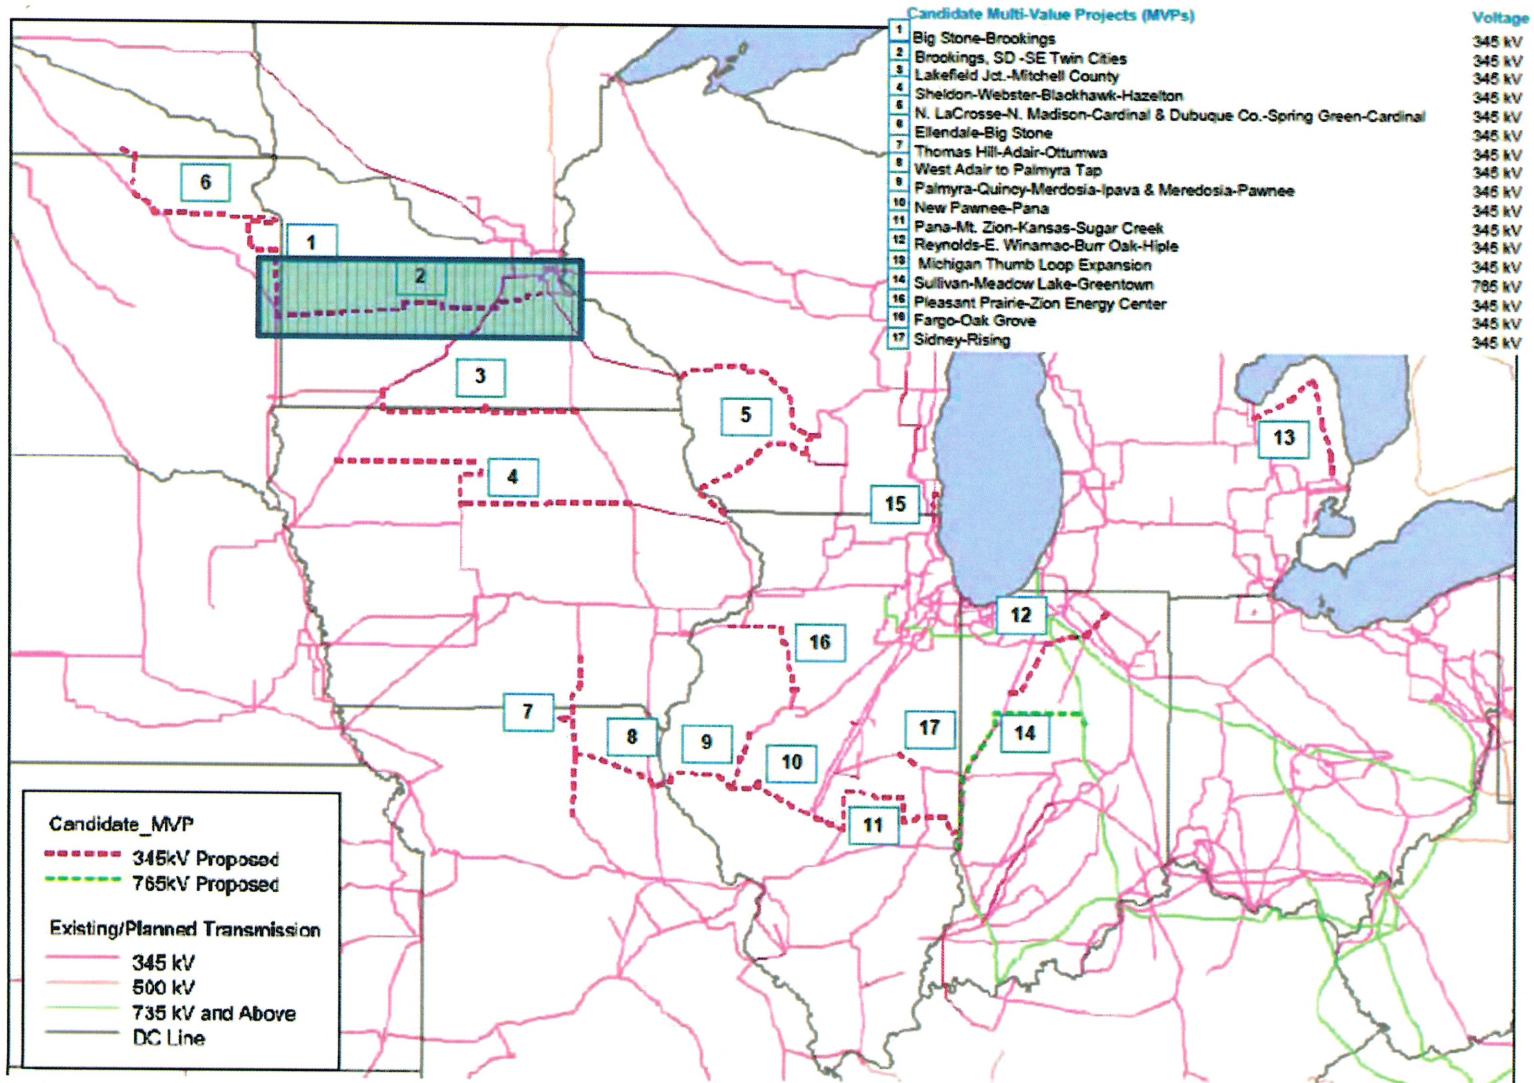 Candidate Multi-Value Projects (MVPs) Voltage
1 Big Stone-Brookings 345 kV
2 Brookings, SD -SE Twin Cities 345 kV
3 Lakefield Jct.-Mitchell County 345 kV
4 Sheldon-Webster-Blackhawk-Hazelton 345 kV
5 N. LaCrosse-N. Madison-Cardinal & Dubuque Co.-Spring Green-Cardinal 345 kV
6 Ellendale-Big Stone 345 kV
7 Thomas Hill-Adair-Ottumwa 345 kV
8 West Adair to Palmyra Tap 345 kV
9 Palmyra-Quincy-Merdosia-Ipava & Meredosia-Pawnee 345 kV
10 New Pawnee-Pana 345 kV
11 Pana-Mt. Zion-Kansas-Sugar Creek 345 kV
12 Reynolds-E. Winamac-Burr Oak-Hiple 345 kV
13 Michigan Thumb Loop Expansion 345 kV
14 Sullivan-Meadow Lake-Greentown 765 kV
15 Pleasant Prairie-Zion Energy Center 345 kV
16 Fargo-Oak Grove 345 kV
17 Sidney-Rising 345 kV
6
1
2
3
5
13
4
15
12
16
7
8
9
17
14
10
11
Candidate_MVP
345kV Proposed
765kV Proposed
Existing/Planned Transmission
345 kV
500 kV
735 kV and Above
DC Line